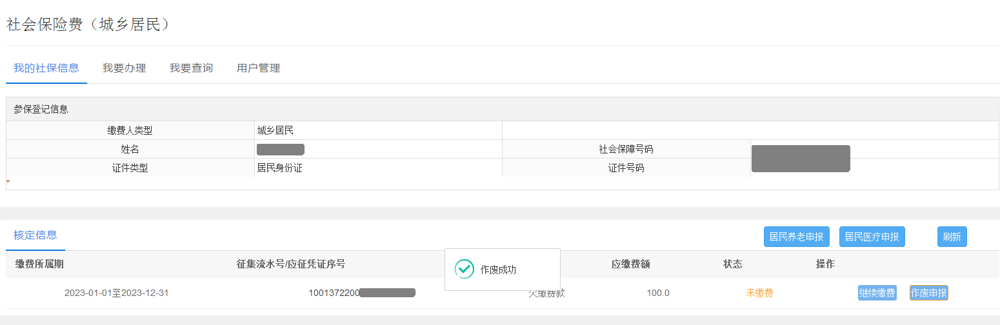 社会保险费（城乡居民）
我的社保信息 我要办理 我要查询 用户管理
参保登记信息
缴费人类型 城乡居民
姓名 社会保障号码
证件类型 居民身份证 证件号码
"
核定信息 居民养老申报 居民医疗申报 刷新
缴费所属期 征集流水号/应征凭证序号 应缴费额 状态 操作
作废成功
2023-01-01至2023-12-31 1001372200 欠缴费款 100.0 未缴费 继续缴费 作废申报